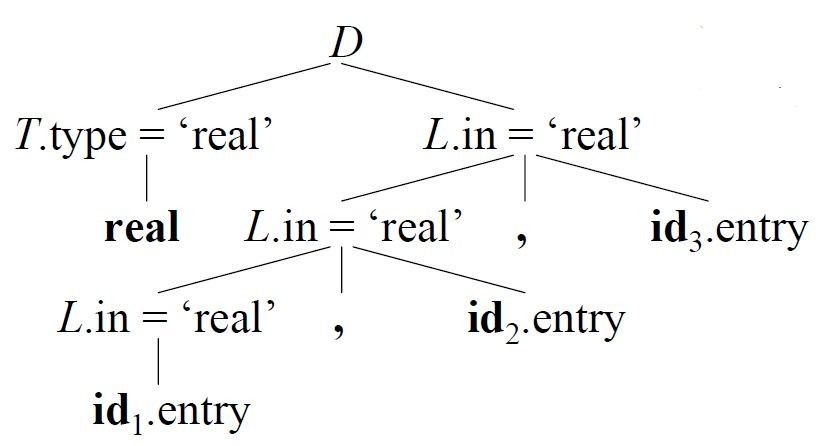 D
T.type = ‘real’ L.in = ‘real’
real L.in = ‘real’ , id₃.entry
L.in = ‘real’ , id₂.entry
id₁.entry